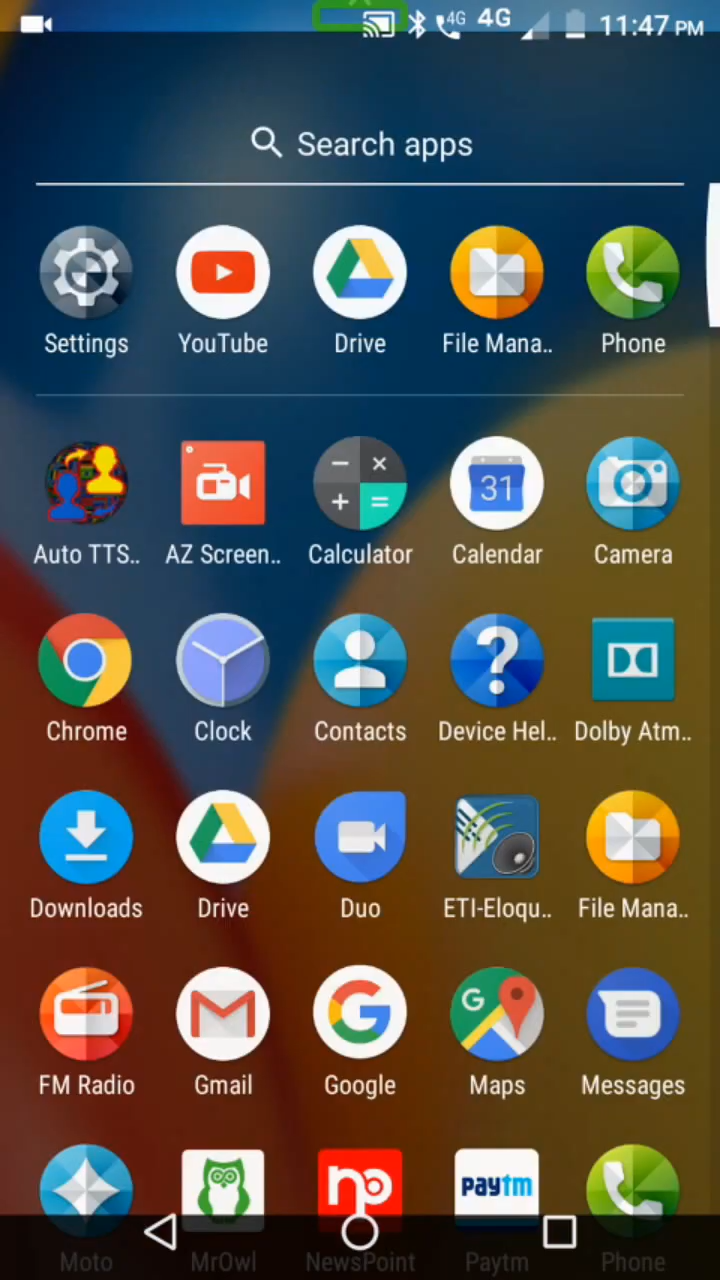 4G 4G 11:47 PM
Search apps
Settings YouTube Drive File Mana.. Phone
31
Auto TTS.. AZ Screen.. Calculator Calendar Camera
Chrome Clock Contacts Device Hel.. Dolby Atm..
Downloads Drive Duo ETI-Eloqu.. File Mana..
G
FM Radio Gmail Google Maps Messages
np paytm
Moto MrOwl NewsPoint Paytm Phone